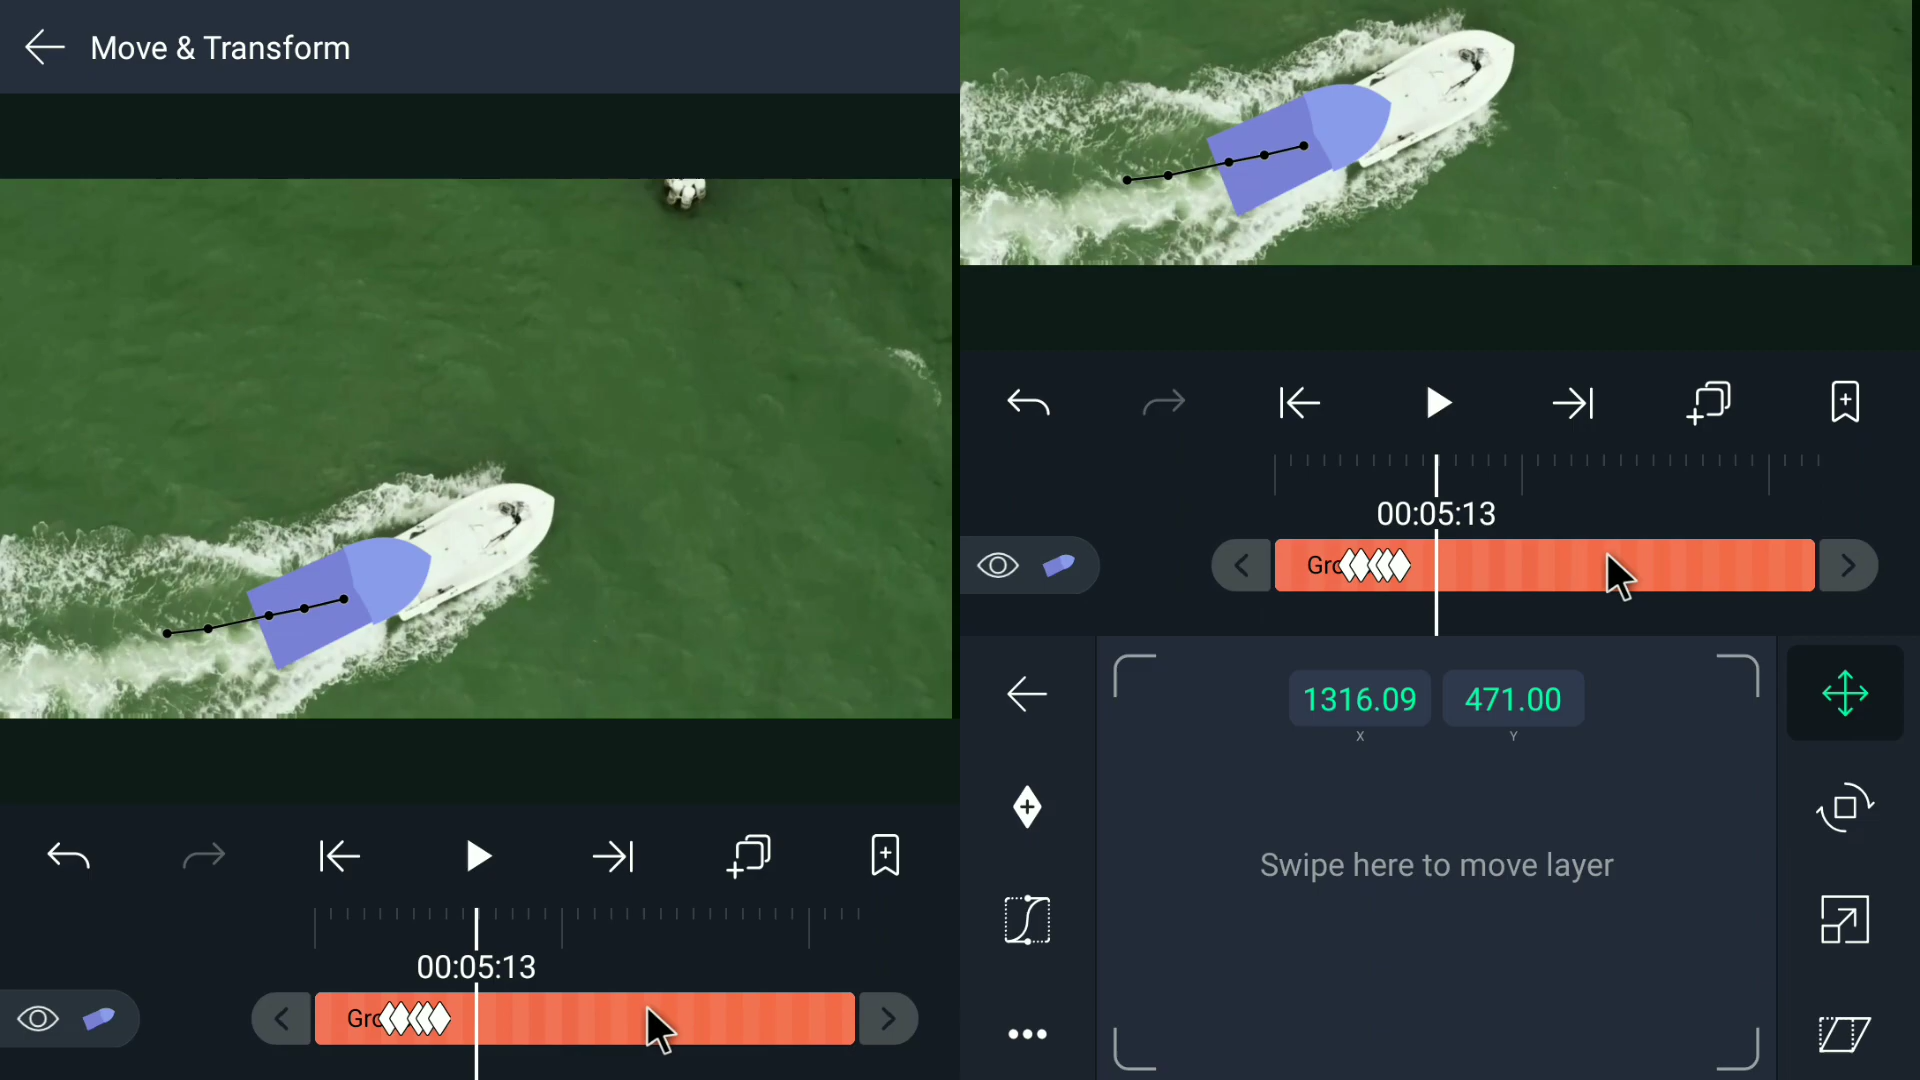 Move & Transform
00:05:13
Gro
00:05:13
Gro
1316.09 471.00
X Y
Swipe here to move layer